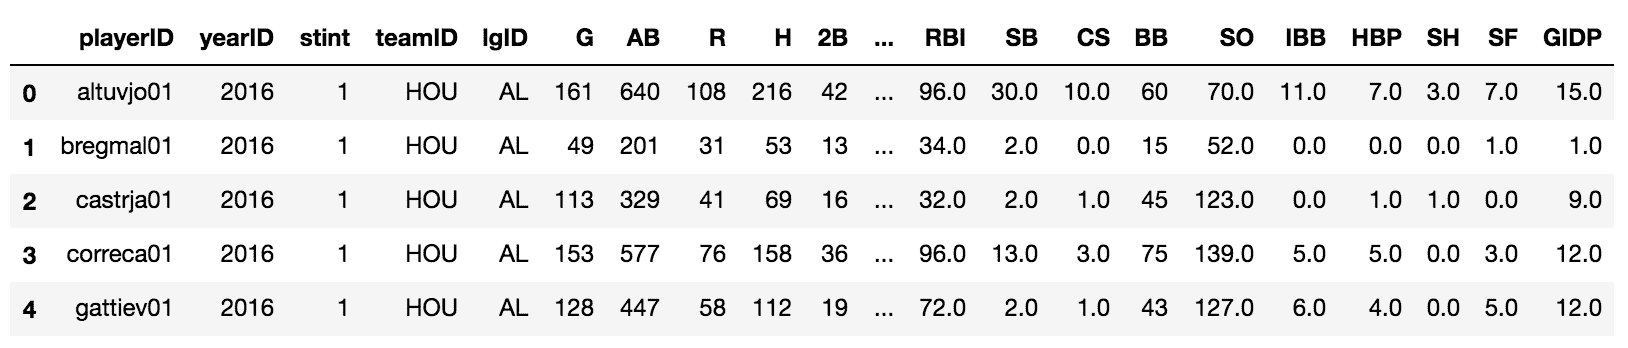 playerID yearID stint teamID lgID G AB R H 2B ... RBI SB CS BB SO IBB HBP SH SF GIDP
0 altuvjo01 2016 1 HOU AL 161 640 108 216 42 ... 96.0 30.0 10.0 60 70.0 11.0 7.0 3.0 7.0 15.0
1 bregmal01 2016 1 HOU AL 49 201 31 53 13 ... 34.0 2.0 0.0 15 52.0 0.0 0.0 0.0 1.0 1.0
2 castrja01 2016 1 HOU AL 113 329 41 69 16 ... 32.0 2.0 1.0 45 123.0 0.0 1.0 1.0 0.0 9.0
3 correca01 2016 1 HOU AL 153 577 76 158 36 ... 96.0 13.0 3.0 75 139.0 5.0 5.0 0.0 3.0 12.0
4 gattiev01 2016 1 HOU AL 128 447 58 112 19 ... 72.0 2.0 1.0 43 127.0 6.0 4.0 0.0 5.0 12.0